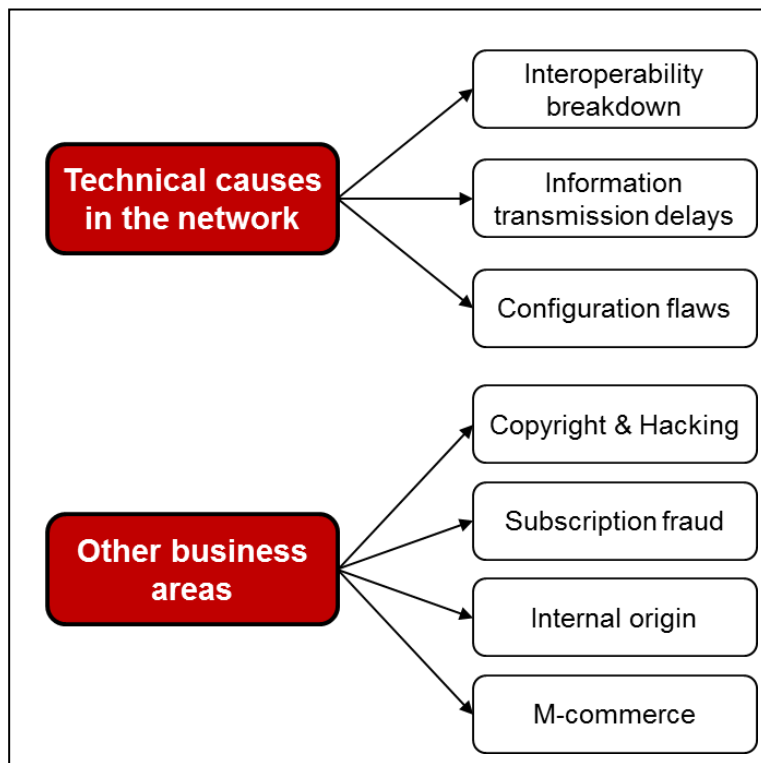 Technical causes
in the network
Interoperability
breakdown
Information
transmission delays
Configuration flaws
Other business
areas
Copyright & Hacking
Subscription fraud
Internal origin
M-commerce